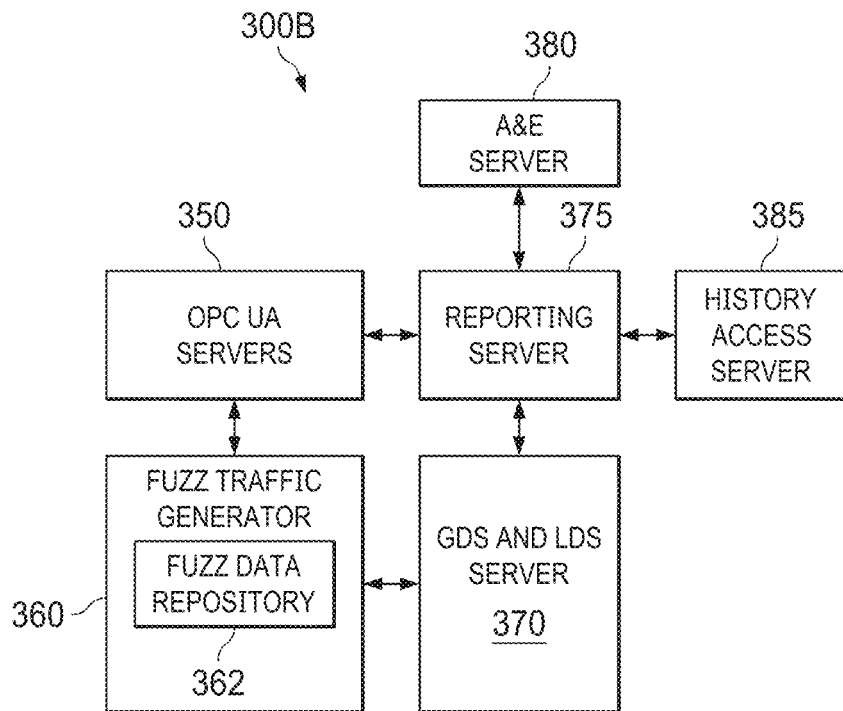 300B
380
A&E
SERVER
350
375
385
OPC UA
SERVERS
REPORTING
SERVER
HISTORY
ACCESS
SERVER
FUZZ TRAFFIC
GENERATOR
FUZZ DATA
REPOSITORY
360
362
GDS AND LDS
SERVER
370